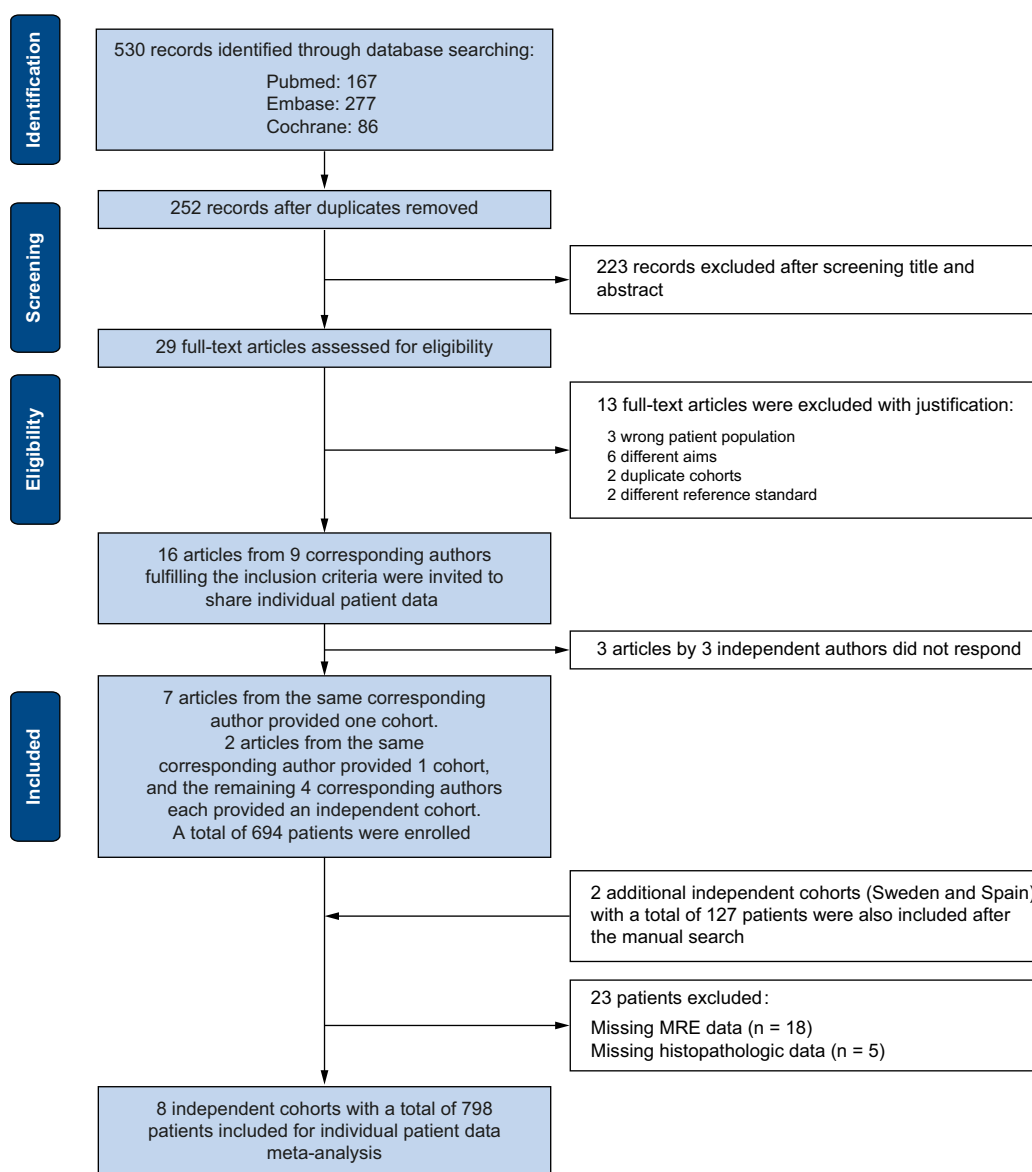 Identification
530 records identified through database searching:
Pubmed: 167
Embase: 277
Cochrane: 86
Screening
252 records after duplicates removed
223 records excluded after screening title and
abstract
29 full-text articles assessed for eligibility
Eligibility
13 full-text articles were excluded with justification:
3 wrong patient population
6 different aims
2 duplicate cohorts
2 different reference standard
16 articles from 9 corresponding authors
fulfilling the inclusion criteria were invited to
share individual patient data
3 articles by 3 independent authors did not respond
Included
7 articles from the same corresponding
author provided one cohort.
2 articles from the same
corresponding author provided 1 cohort,
and the remaining 4 corresponding authors
each provided an independent cohort.
A total of 694 patients were enrolled
2 additional independent cohorts (Sweden and Spain)
with a total of 127 patients were also included after
the manual search
23 patients excluded:
Missing MRE data (n = 18)
Missing histopathologic data (n = 5)
8 independent cohorts with a total of 798
patients included for individual patient data
meta-analysis